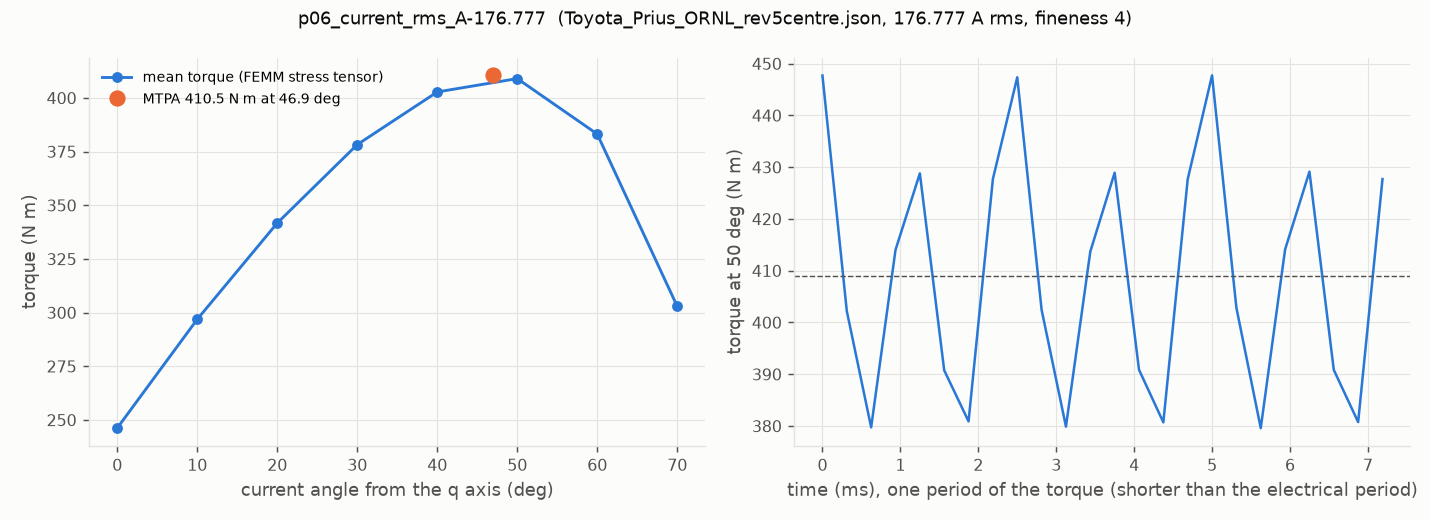 p06_current_rms_A-176.777  (Toyota_Prius_ORNL_rev5centre.json, 176.777 A rms, fineness 4)
mean torque (FEMM stress tensor)
MTPA 410.5 N m at 46.9 deg
torque (N m)
400
375
350
325
300
275
250
0 10 20 30 40 50 60 70
current angle from the q axis (deg)
torque at 50 deg (N m)
450
440
430
420
410
400
390
380
0 1 2 3 4 5 6 7
time (ms), one period of the torque (shorter than the electrical period)